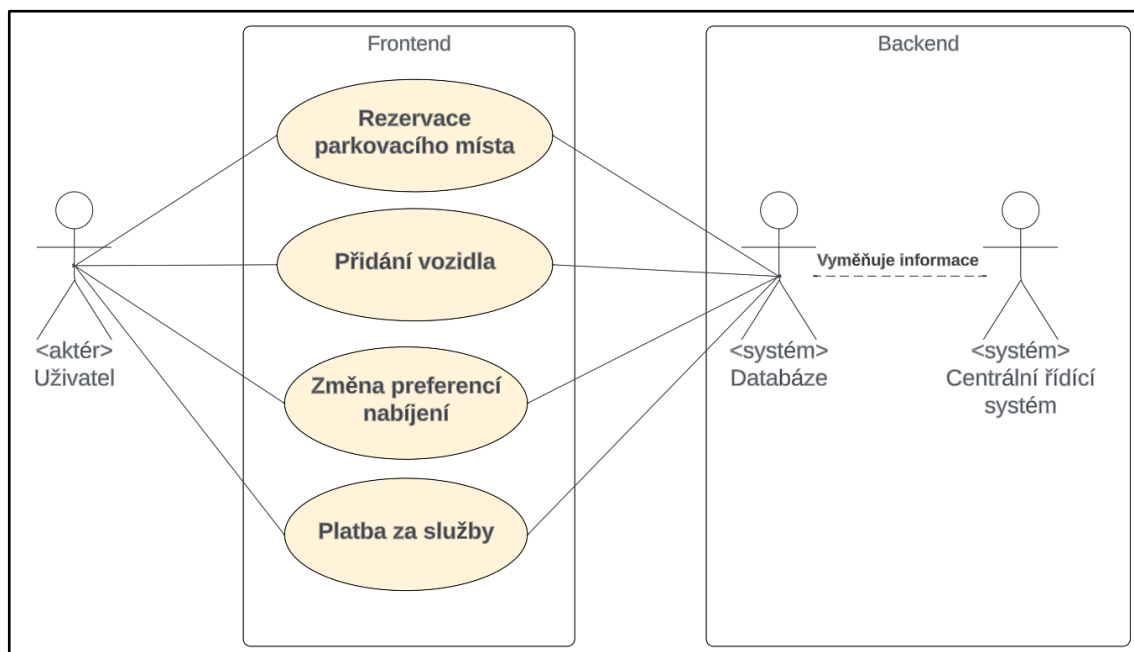 Frontend
Backend
Rezervace
parkovacího místa
Přidání vozidla
Vyměňuje informace
<aktér>
Uživatel
<systém>
Databáze
<systém>
Centrální řídící
systém
Změna preferencí
nabíjení
Platba za služby